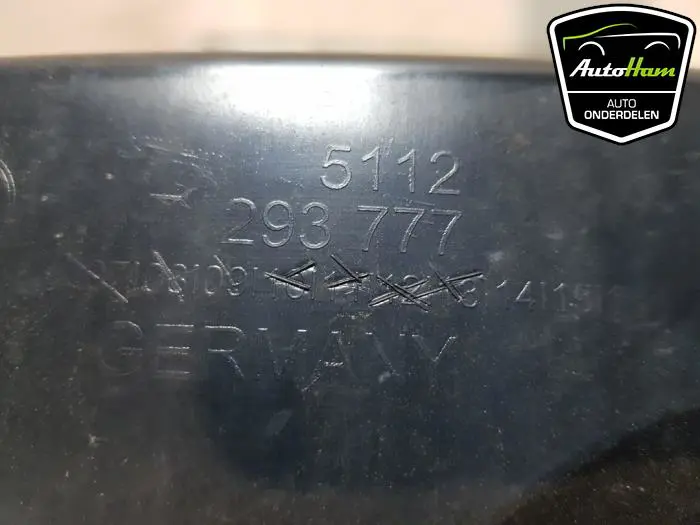 AutoHam
AUTO
ONDERDELEN
5112
293 777
GERMANY